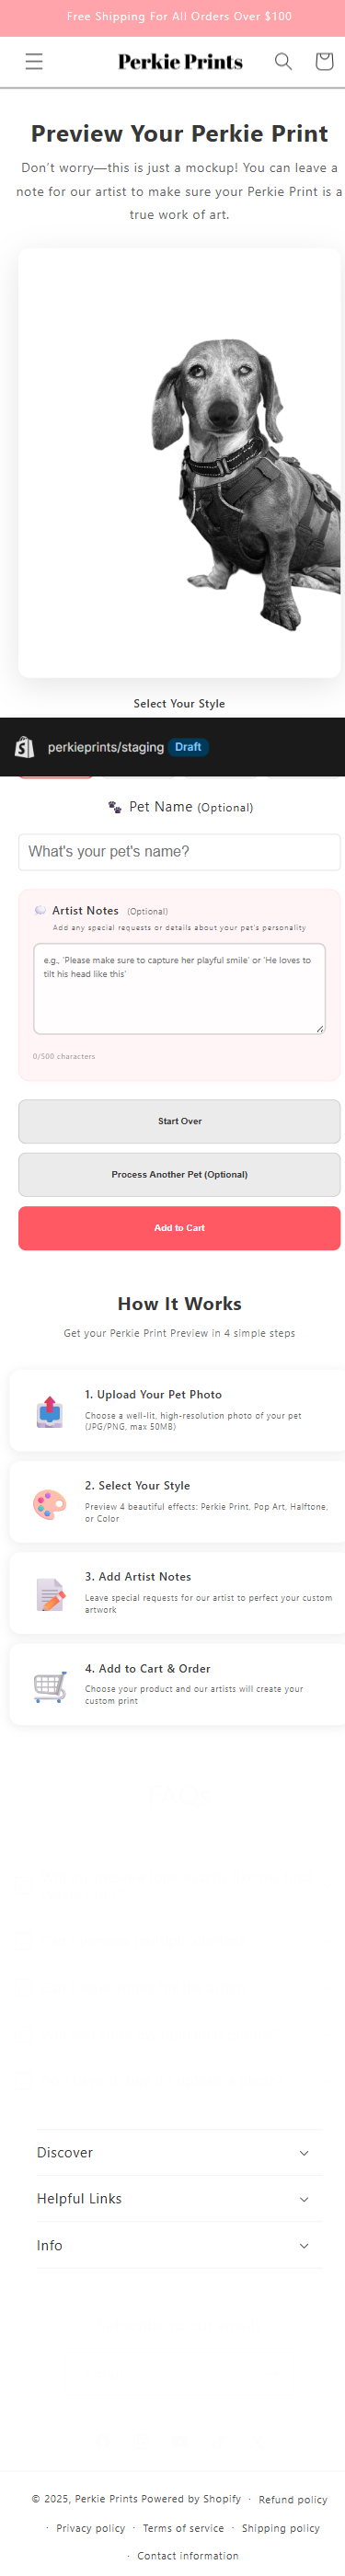 Free Shipping For All Orders Over $100
Perkie Prints
Preview Your Perkie Print
Don't worry—this is just a mockup! You can leave a
note for our artist to make sure your Perkie Print is a
true work of art.
Select Your Style
perkieprints/staging Draft
Pet Name (Optional)
What's your pet's name?
Artist Notes (Optional)
Add any special requests or details about your pet's personality
e.g., 'Please make sure to capture her playful smile' or 'He loves to
tilt his head like this'
0/500 characters
Start Over
Process Another Pet (Optional)
Add to Cart
How It Works
Get your Perkie Print Preview in 4 simple steps
1. Upload Your Pet Photo
Choose a well-lit, high-resolution photo of your pet
(JPG/PNG, max 50MB)
2. Select Your Style
Preview 4 beautiful effects: Perkie Print, Pop Art, Halftone,
or Color
3. Add Artist Notes
Leave special requests for our artist to perfect your custom
artwork
4. Add to Cart & Order
Choose your product and our artists will create your
custom print
Discover
Helpful Links
Info
© 2025, Perkie Prints Powered by Shopify · Refund policy
· Privacy policy · Terms of service · Shipping policy
· Contact information